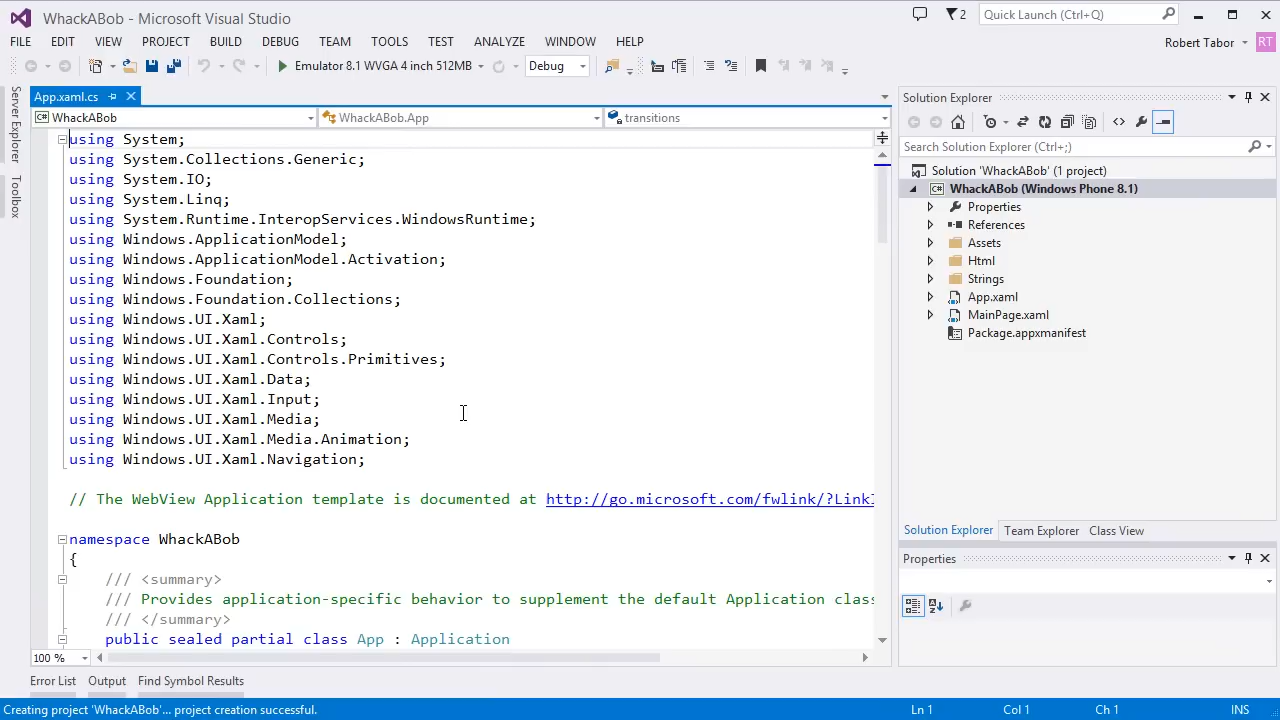 WhackABob - Microsoft Visual Studio
2
Quick Launch (Ctrl+Q)
FILE EDIT VIEW PROJECT BUILD DEBUG TEAM TOOLS TEST ANALYZE WINDOW HELP
Robert Tabor
RT
Emulator 8.1 WVGA 4 inch 512MB
Debug
Server Explorer
Toolbox
App.xaml.cs
C# WhackABob
WhackABob.App
transitions
using System;
using System.Collections.Generic;
using System.IO;
using System.Linq;
using System.Runtime.InteropServices.WindowsRuntime;
using Windows.ApplicationModel;
using Windows.ApplicationModel.Activation;
using Windows.Foundation;
using Windows.Foundation.Collections;
using Windows.UI.Xaml;
using Windows.UI.Xaml.Controls;
using Windows.UI.Xaml.Controls.Primitives;
using Windows.UI.Xaml.Data;
using Windows.UI.Xaml.Input;
using Windows.UI.Xaml.Media;
using Windows.UI.Xaml.Media.Animation;
using Windows.UI.Xaml.Navigation;
// The WebView Application template is documented at http://go.microsoft.com/fwlink/?LinkI
namespace WhackABob
{
/// <summary>
/// Provides application-specific behavior to supplement the default Application clas
/// </summary>
public sealed partial class App : Application
100 %
Solution Explorer
Search Solution Explorer (Ctrl+;)
Solution 'WhackABob' (1 project)
C# WhackABob (Windows Phone 8.1)
Properties
References
Assets
Html
Strings
App.xaml
MainPage.xaml
Package.appxmanifest
Solution Explorer Team Explorer Class View
Properties
Error List Output Find Symbol Results
Creating project 'WhackABob'... project creation successful.
Ln 1 Col 1 Ch 1 INS